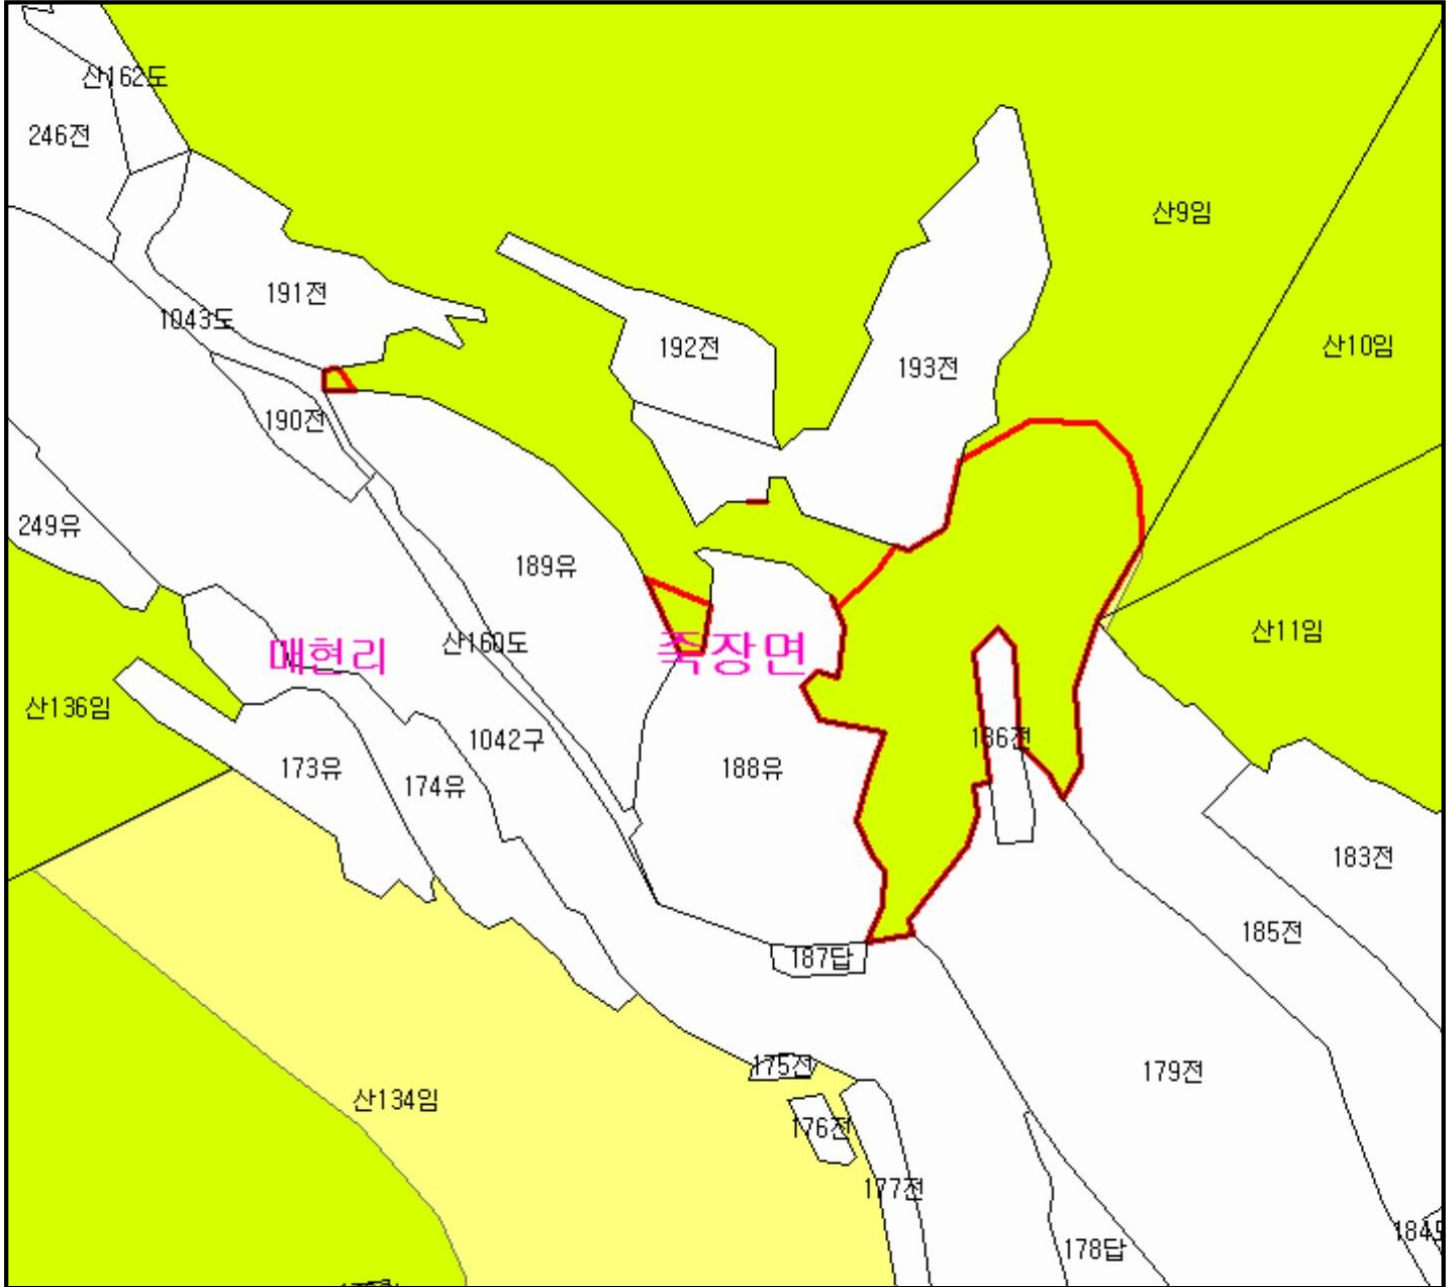 산162도
246전
산9임
191전
1043도
192전
산10임
193전
190전
249유
189유
산11임
산160도
매현리
죽장면
산136임
1042구
186전
173유
174유
188유
183전
185전
187답
175전
179전
산134임
176전
177전
178답